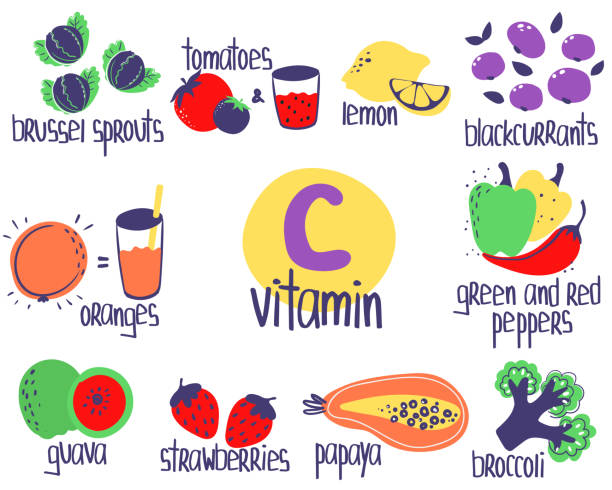 brussel sprouts
tomatoes
&
lemon
blackcurrants
oranges
=
C
vitamin
green and red
peppers
guava
strawberries
papaya
broccoli